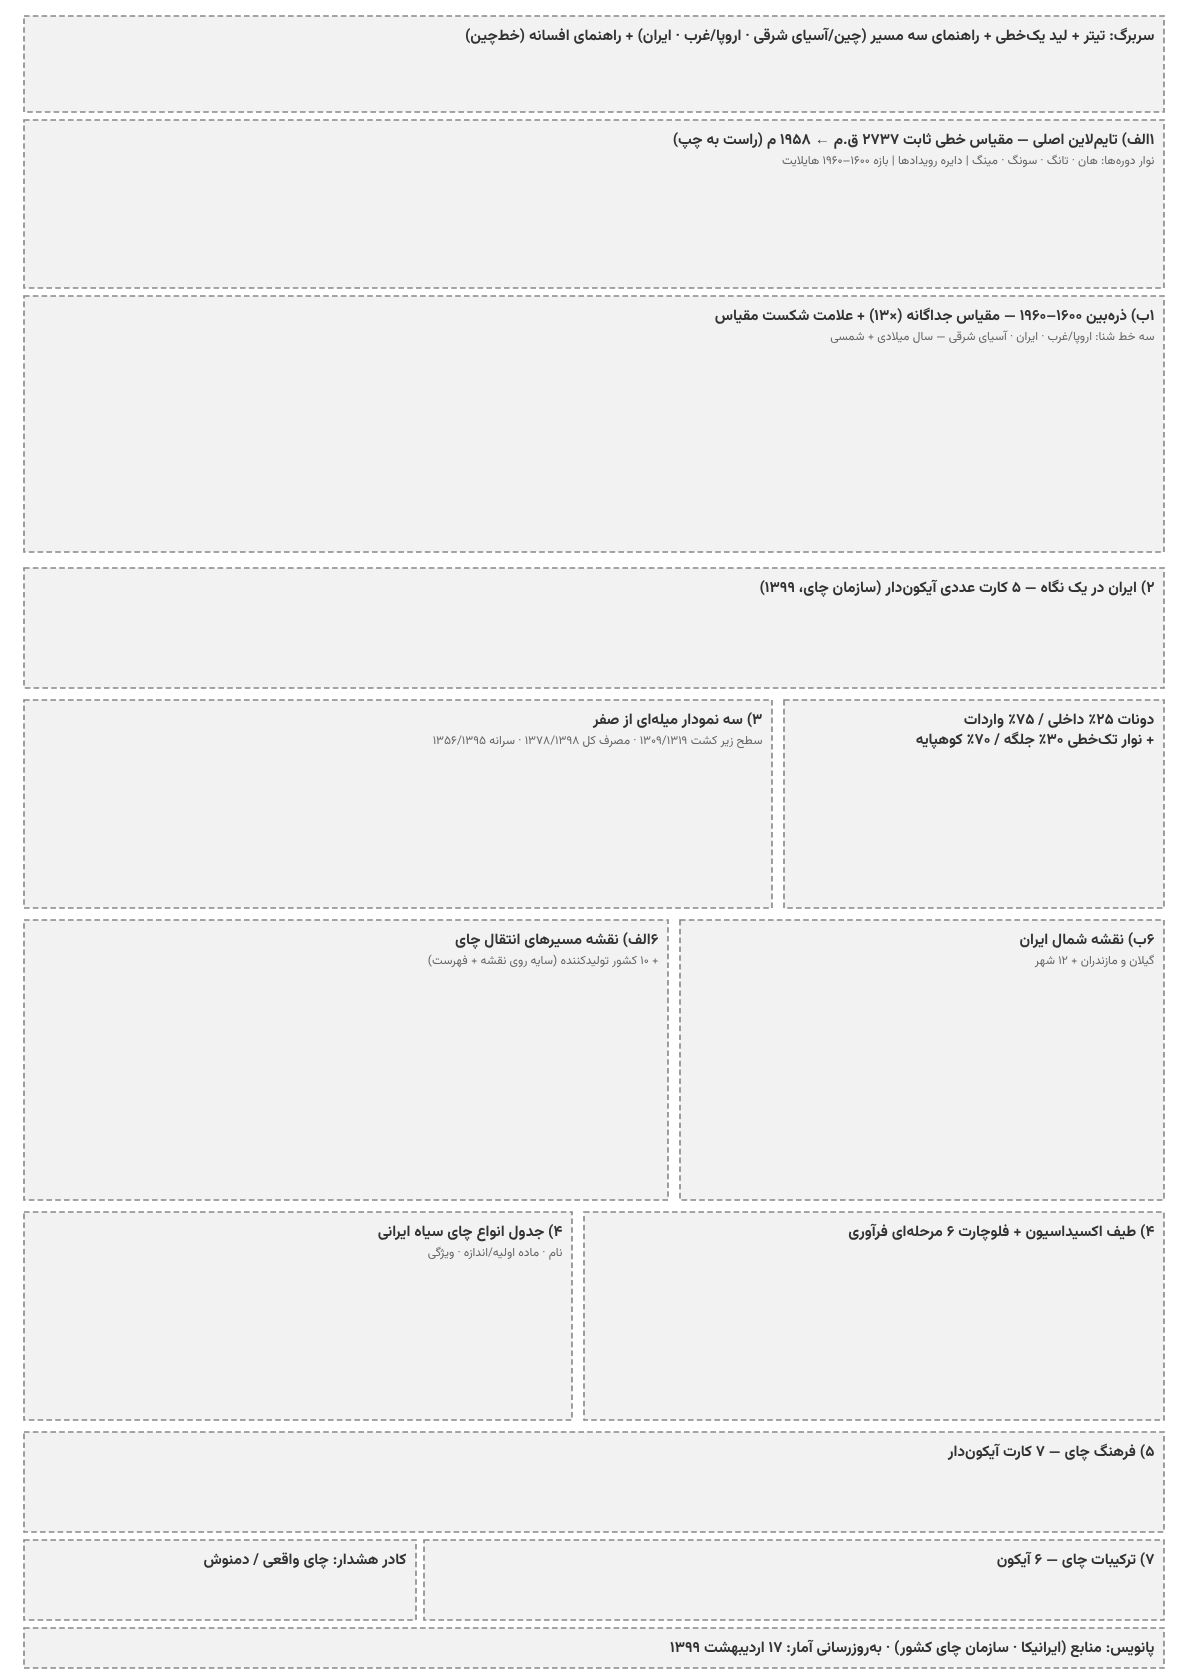 سربرگ: تیتر + لید یک‌خطی + راهنمای سه مسیر (چین/آسیای شرقی · اروپا/غرب · ایران) + راهنمای افسانه (خط‌چین)
۱الف) تایم‌لاین اصلی — مقیاس خطی ثابت ۲۷۳۷ ق.م ← ۱۹۵۸ م (راست به چپ)
نوار دوره‌ها: هان · تانگ · سونگ · مینگ | دایره رویدادها | بازه ۱۶۰۰–۱۹۶۰ هایلایت
۱ب) ذره‌بین ۱۶۰۰–۱۹۶۰ — مقیاس جداگانه (×۱۳) + علامت شکست مقیاس
سه خط شنا: اروپا/غرب · ایران · آسیای شرقی — سال میلادی + شمسی
۲) ایران در یک نگاه — ۵ کارت عددی آیکون‌دار (سازمان چای، ۱۳۹۹)
دونات ۲۵٪ داخلی / ۷۵٪ واردات
+ نوار تک‌خطی ۳۰٪ جلگه / ۷۰٪ کوهپایه
۳) سه نمودار میله‌ای از صفر
سطح زیر کشت ۱۳۰۹/۱۳۱۹ · مصرف کل ۱۳۷۸/۱۳۹۸ · سرانه ۱۳۵۶/۱۳۹۵
۶ب) نقشه شمال ایران
گیلان و مازندران + ۱۲ شهر
۶الف) نقشه مسیرهای انتقال چای
+ ۱۰ کشور تولیدکننده (سایه روی نقشه + فهرست)
۴) طیف اکسیداسیون + فلوچارت ۶ مرحله‌ای فرآوری
۴) جدول انواع چای سیاه ایرانی
نام · ماده اولیه/اندازه · ویژگی
۵) فرهنگ چای — ۷ کارت آیکون‌دار
۷) ترکیبات چای — ۶ آیکون
کادر هشدار: چای واقعی / دمنوش
پانویس: منابع (ایرانیکا · سازمان چای کشور) · به‌روزرسانی آمار: ۱۷ اردیبهشت ۱۳۹۹